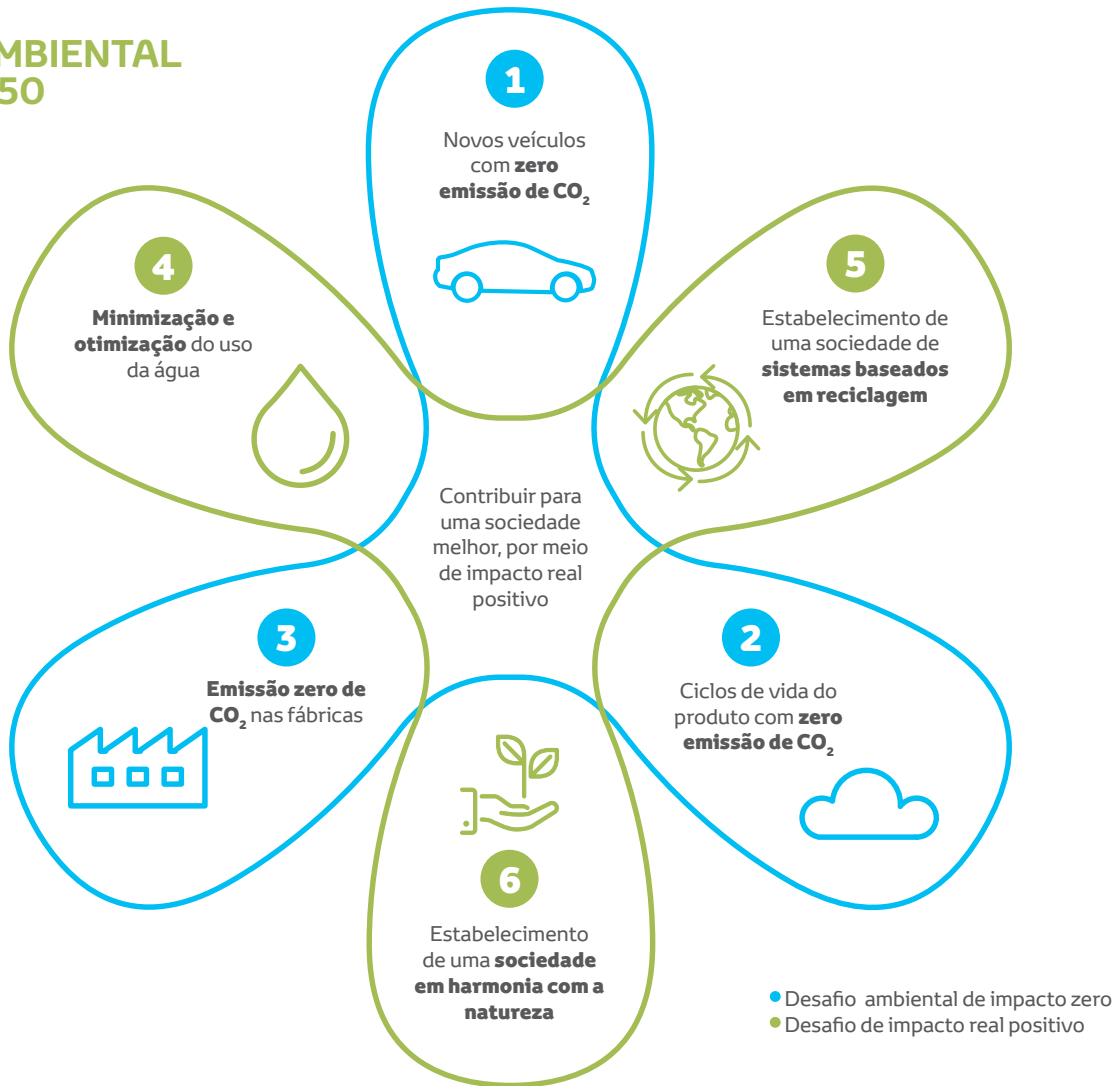 MBIENTAL
50
1
Novos veículos
com zero
emissão de CO₂
4
Minimização e
otimização do uso
da água
5
Estabelecimento de
uma sociedade de
sistemas baseados
em reciclagem
Contribuir para
uma sociedade
melhor, por meio
de impacto real
positivo
3
Emissão zero de
CO₂ nas fábricas
2
Ciclos de vida do
produto com zero
emissão de CO₂
6
Estabelecimento
de uma sociedade
em harmonia com a
natureza
Desafio ambiental de impacto zero
Desafio de impacto real positivo